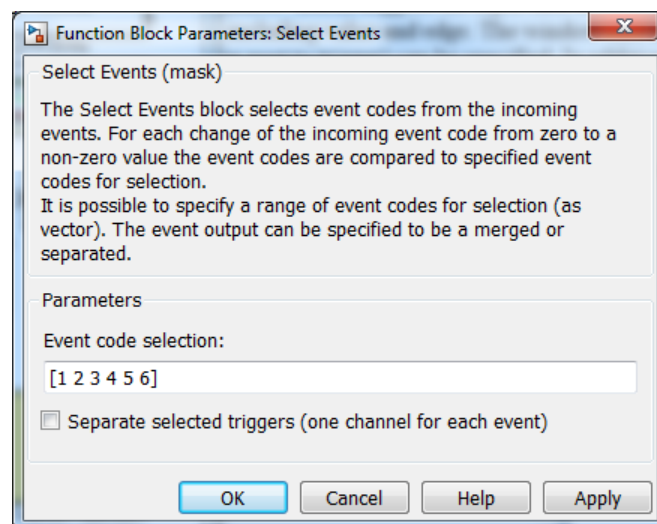 Function Block Parameters: Select Events
Select Events (mask)
The Select Events block selects event codes from the incoming
events. For each change of the incoming event code from zero to a
non-zero value the event codes are compared to specified event
codes for selection.
It is possible to specify a range of event codes for selection (as
vector). The event output can be specified to be a merged or
separated.
Parameters
Event code selection:
[1 2 3 4 5 6]
Separate selected triggers (one channel for each event)
OK Cancel Help Apply